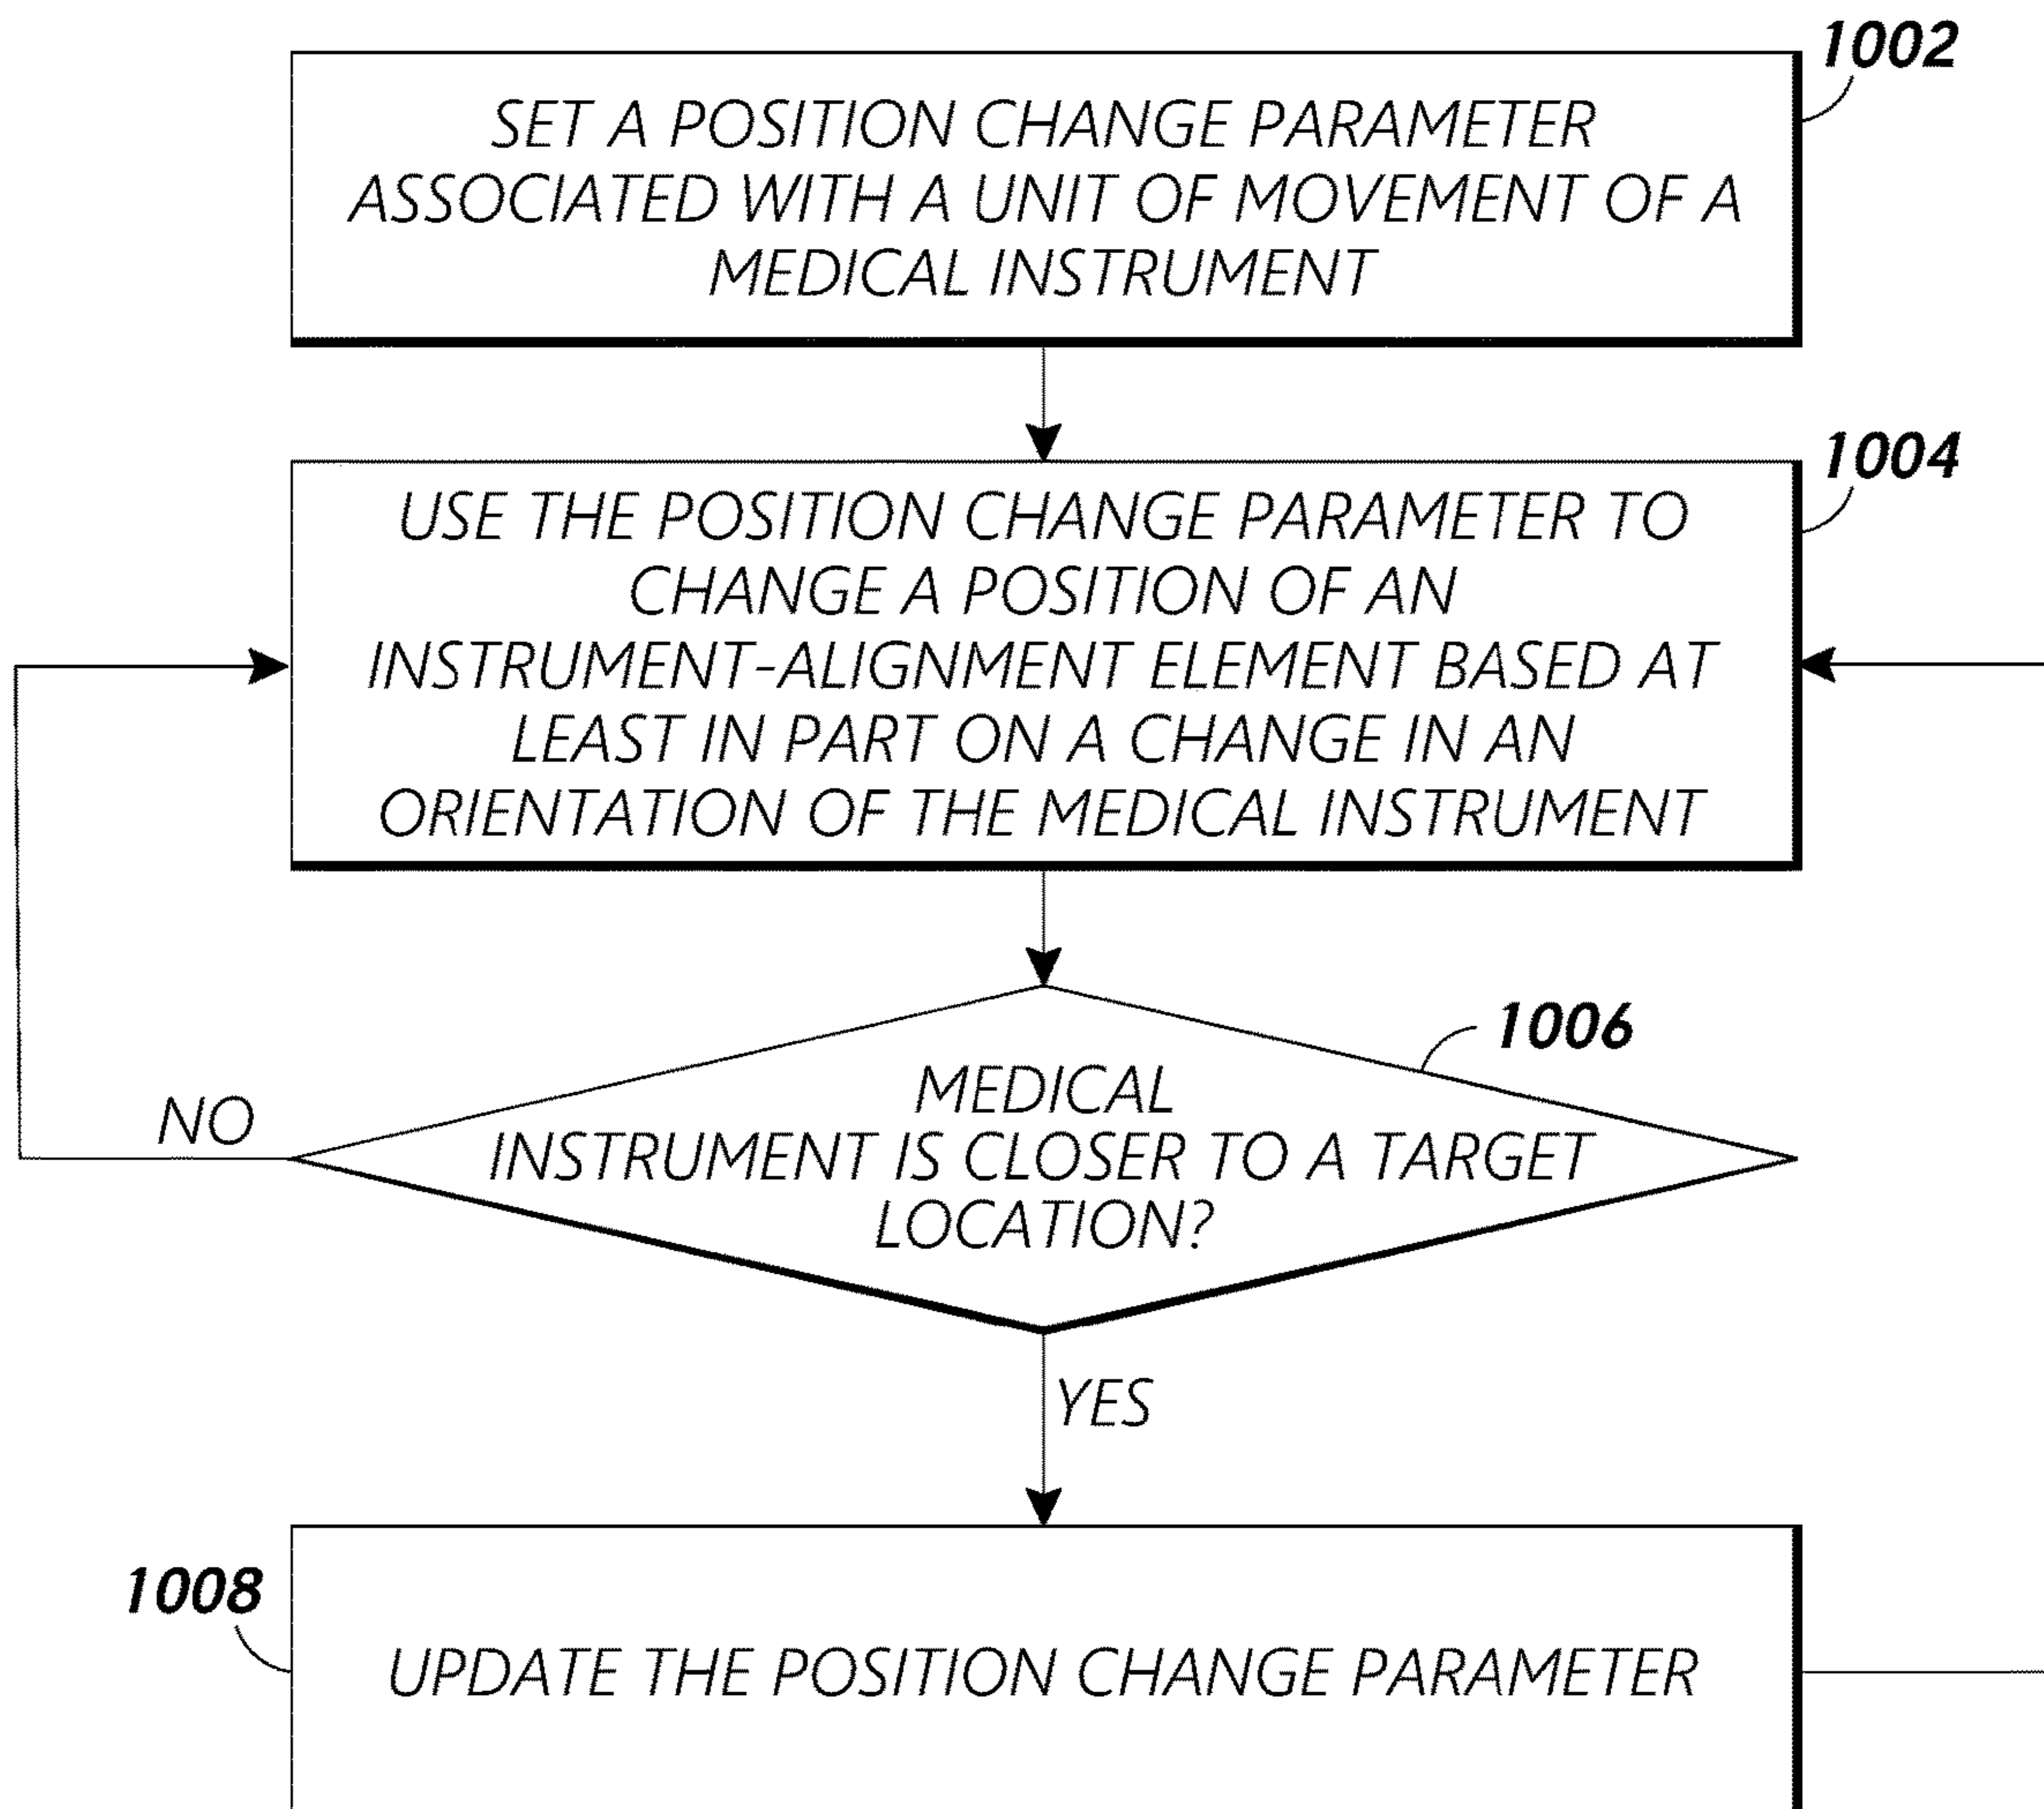 1002
SET A POSITION CHANGE PARAMETER
ASSOCIATED WITH A UNIT OF MOVEMENT OF A
MEDICAL INSTRUMENT
1004
USE THE POSITION CHANGE PARAMETER TO
CHANGE A POSITION OF AN
INSTRUMENT-ALIGNMENT ELEMENT BASED AT
LEAST IN PART ON A CHANGE IN AN
ORIENTATION OF THE MEDICAL INSTRUMENT
1006
MEDICAL
INSTRUMENT IS CLOSER TO A TARGET
LOCATION?
NO
YES
1008
UPDATE THE POSITION CHANGE PARAMETER